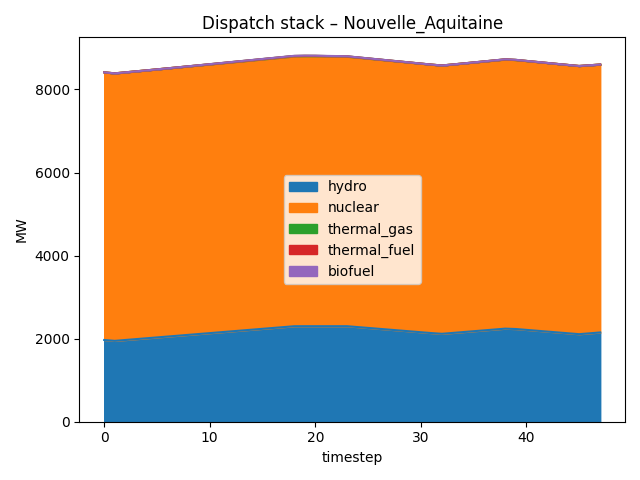 Dispatch stack – Nouvelle_Aquitaine
MW
8000
6000
4000
2000
0
hydro
nuclear
thermal_gas
thermal_fuel
biofuel
0 10 20 30 40
timestep